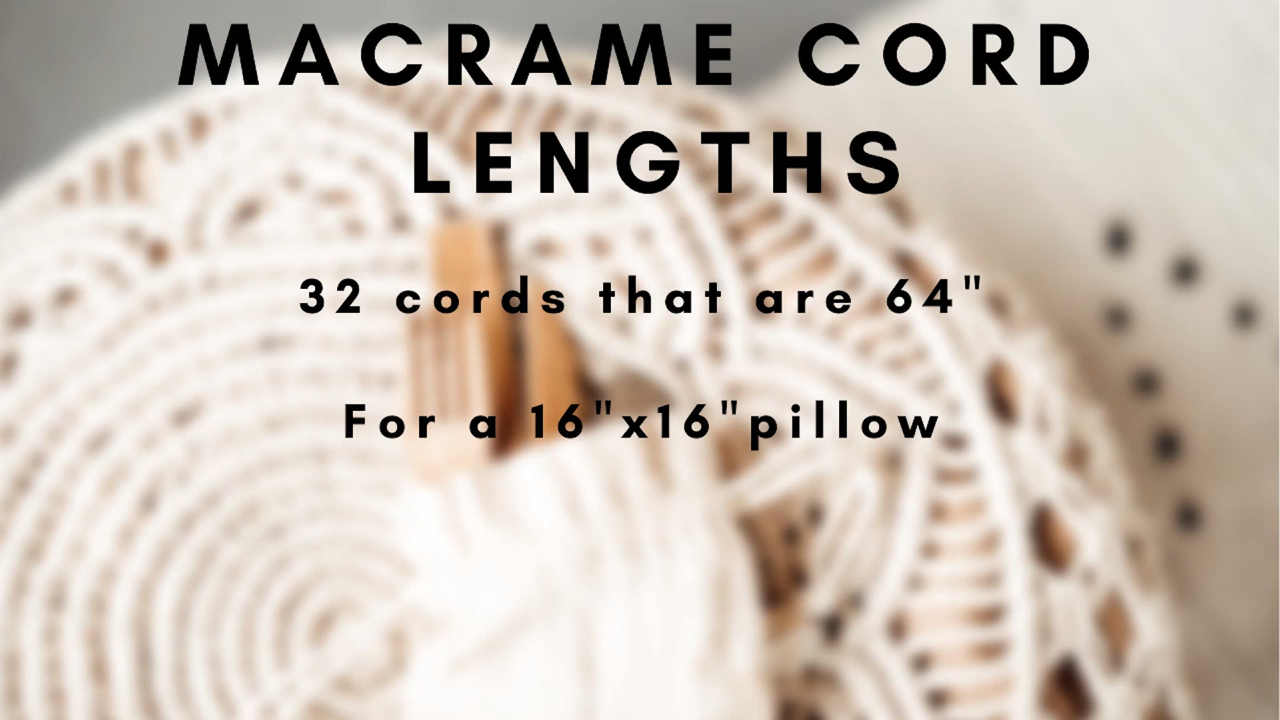 MACRAME CORD
LENGTHS
32 cords that are 64"
For a 16"x16"pillow